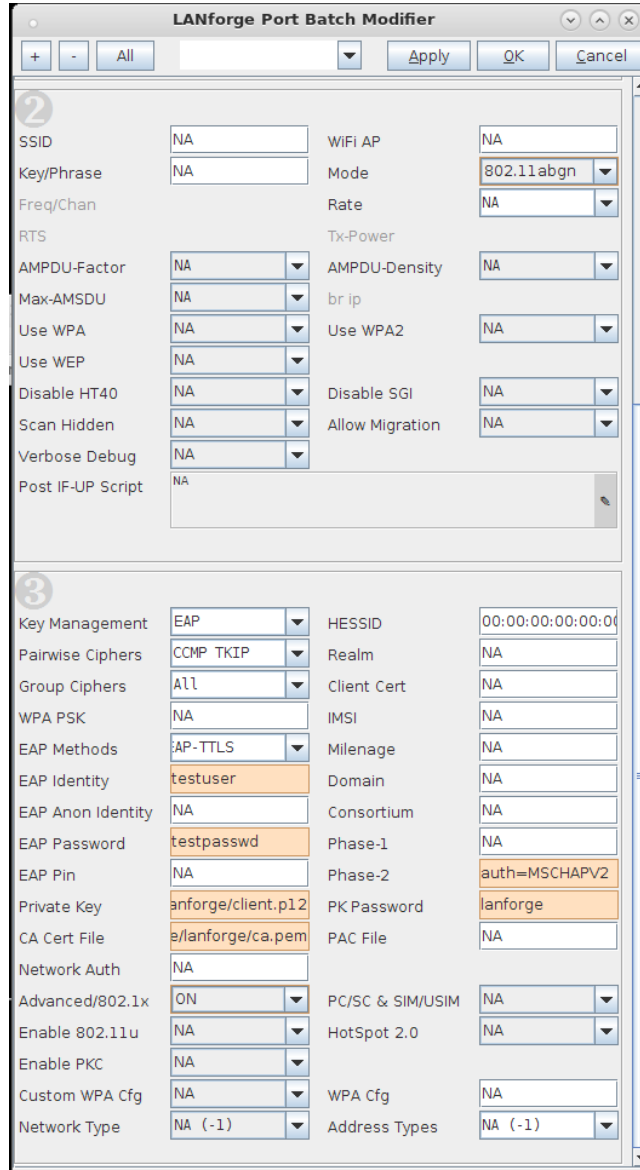 LANforge Port Batch Modifier
+ - All Apply OK Cancel
2
SSID NA WiFi AP NA
Key/Phrase NA Mode 802.11abgn
Freq/Chan Rate NA
RTS Tx-Power
AMPDU-Factor NA AMPDU-Density NA
Max-AMSDU NA br ip
Use WPA NA Use WPA2 NA
Use WEP NA
Disable HT40 NA Disable SGI NA
Scan Hidden NA Allow Migration NA
Verbose Debug NA
Post IF-UP Script NA
3
Key Management EAP HESSID 00:00:00:00:00:00
Pairwise Ciphers CCMP TKIP Realm NA
Group Ciphers All Client Cert NA
WPA PSK NA IMSI NA
EAP Methods EAP-TTLS Milenage NA
EAP Identity testuser Domain NA
EAP Anon Identity NA Consortium NA
EAP Password testpasswd Phase-1 NA
EAP Pin NA Phase-2 auth=MSCHAPV2
Private Key anforge/client.p12 PK Password lanforge
CA Cert File e/lanforge/ca.pem PAC File NA
Network Auth NA
Advanced/802.1x ON PC/SC & SIM/USIM NA
Enable 802.11u NA HotSpot 2.0 NA
Enable PKC NA
Custom WPA Cfg NA WPA Cfg NA
Network Type NA (-1) Address Types NA (-1)